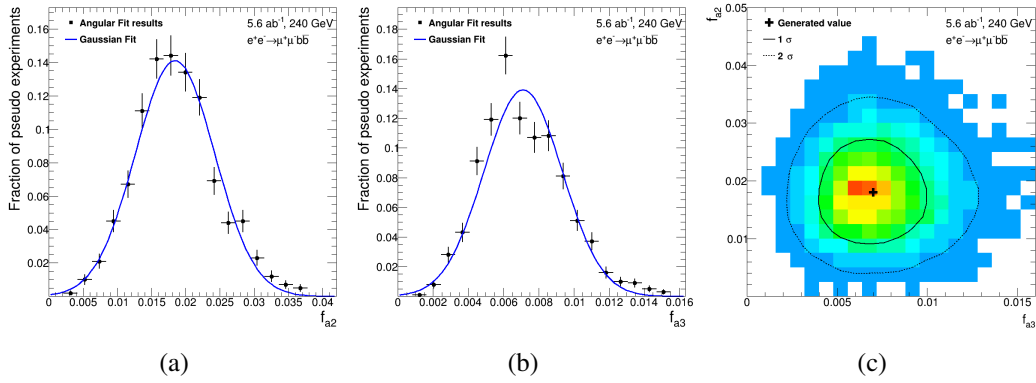 Fraction of pseudo experiments
0.16
0.14
0.12
0.1
0.08
0.06
0.04
0.02
Angular Fit results
Gaussian Fit
5.6 ab⁻¹, 240 GeV
e⁺e⁻→μ⁺μ⁻bb̅
0 0.005 0.01 0.015 0.02 0.025 0.03 0.035 0.04
f_a2
(a)
Fraction of pseudo experiments
0.18
0.16
0.14
0.12
0.1
0.08
0.06
0.04
0.02
Angular Fit results
Gaussian Fit
5.6 ab⁻¹, 240 GeV
e⁺e⁻→μ⁺μ⁻bb̅
0 0.002 0.004 0.006 0.008 0.01 0.012 0.014 0.016
f_a3
(b)
f_a2
0.05
0.04
0.03
0.02
0.01
0
Generated value
1 σ
2 σ
5.6 ab⁻¹, 240 GeV
e⁺e⁻→μ⁺μ⁻bb̅
0.005 0.01 0.015
f_a3
(c)